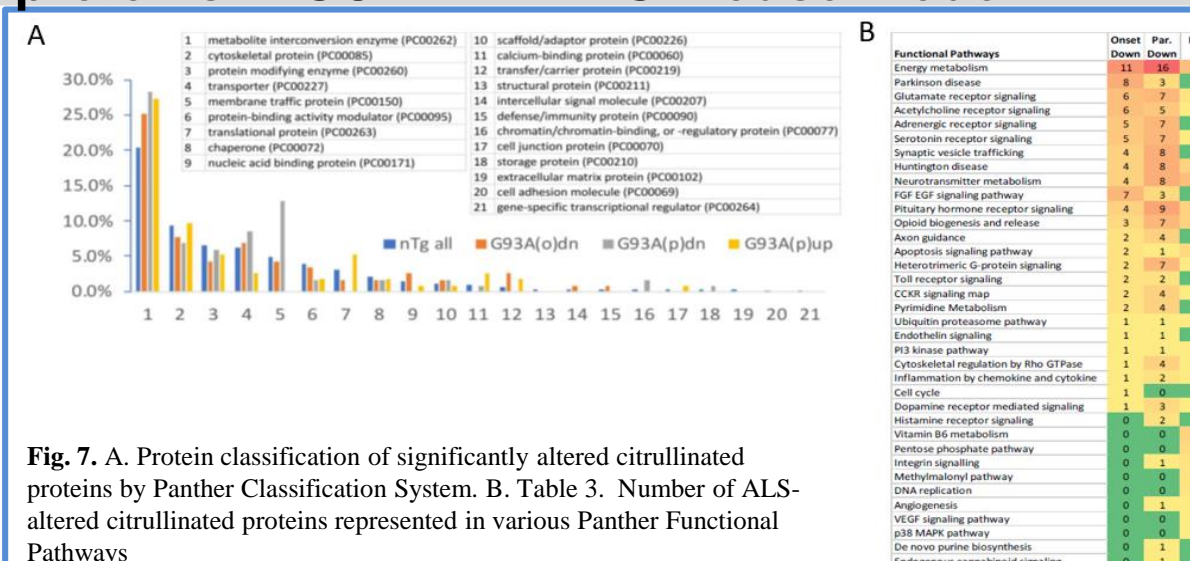 A
1 metabolite interconversion enzyme (PC00262)
2 cytoskeletal protein (PC00085)
3 protein modifying enzyme (PC00260)
4 transporter (PC00227)
5 membrane traffic protein (PC00150)
6 protein-binding activity modulator (PC00095)
7 translational protein (PC00263)
8 chaperone (PC00072)
9 nucleic acid binding protein (PC00171)
10 scaffold/adaptor protein (PC00226)
11 calcium-binding protein (PC00060)
12 transfer/carrier protein (PC00219)
13 structural protein (PC00211)
14 intercellular signal molecule (PC00207)
15 defense/immunity protein (PC00090)
16 chromatin/chromatin-binding, or -regulatory protein (PC00077)
17 cell junction protein (PC00070)
18 storage protein (PC00210)
19 extracellular matrix protein (PC00102)
20 cell adhesion molecule (PC00069)
21 gene-specific transcriptional regulator (PC00264)
30.0%
25.0%
20.0%
15.0%
10.0%
5.0%
0.0%
nTg all G93A(o)dn G93A(p)dn G93A(p)up
1 2 3 4 5 6 7 8 9 10 11 12 13 14 15 16 17 18 19 20 21
Fig. 7. A. Protein classification of significantly altered citrullinated
proteins by Panther Classification System. B. Table 3. Number of ALS-
altered citrullinated proteins represented in various Panther Functional
Pathways
B
Onset Par.
Functional Pathways Down Down
Energy metabolism 11 16
Parkinson disease 8 3
Glutamate receptor signaling 6 7
Acetylcholine receptor signaling 6 5
Adrenergic receptor signaling 5 7
Serotonin receptor signaling 5 7
Synaptic vesicle trafficking 4 8
Huntington disease 4 8
Neurotransmitter metabolism 4 8
FGF EGF signaling pathway 7 3
Pituitary hormone receptor signaling 4 9
Opioid biogenesis and release 3 7
Axon guidance 2 4
Apoptosis signaling pathway 2 1
Heterotrimeric G-protein signaling 2 7
Toll receptor signaling 2 2
CCKR signaling map 2 4
Pyrimidine Metabolism 2 4
Ubiquitin proteasome pathway 1 1
Endothelin signaling 1 1
PI3 kinase pathway 1 1
Cytoskeletal regulation by Rho GTPase 1 4
Inflammation by chemokine and cytokine 1 2
Cell cycle 1 0
Dopamine receptor mediated signaling 1 3
Histamine receptor signaling 0 2
Vitamin B6 metabolism 0 0
Pentose phosphate pathway 0 0
Integrin signalling 0 1
Methylmalonyl pathway 0 0
DNA replication 0 0
Angiogenesis 0 1
VEGF signaling pathway 0 0
p38 MAPK pathway 0 0
De novo purine biosynthesis 0 1